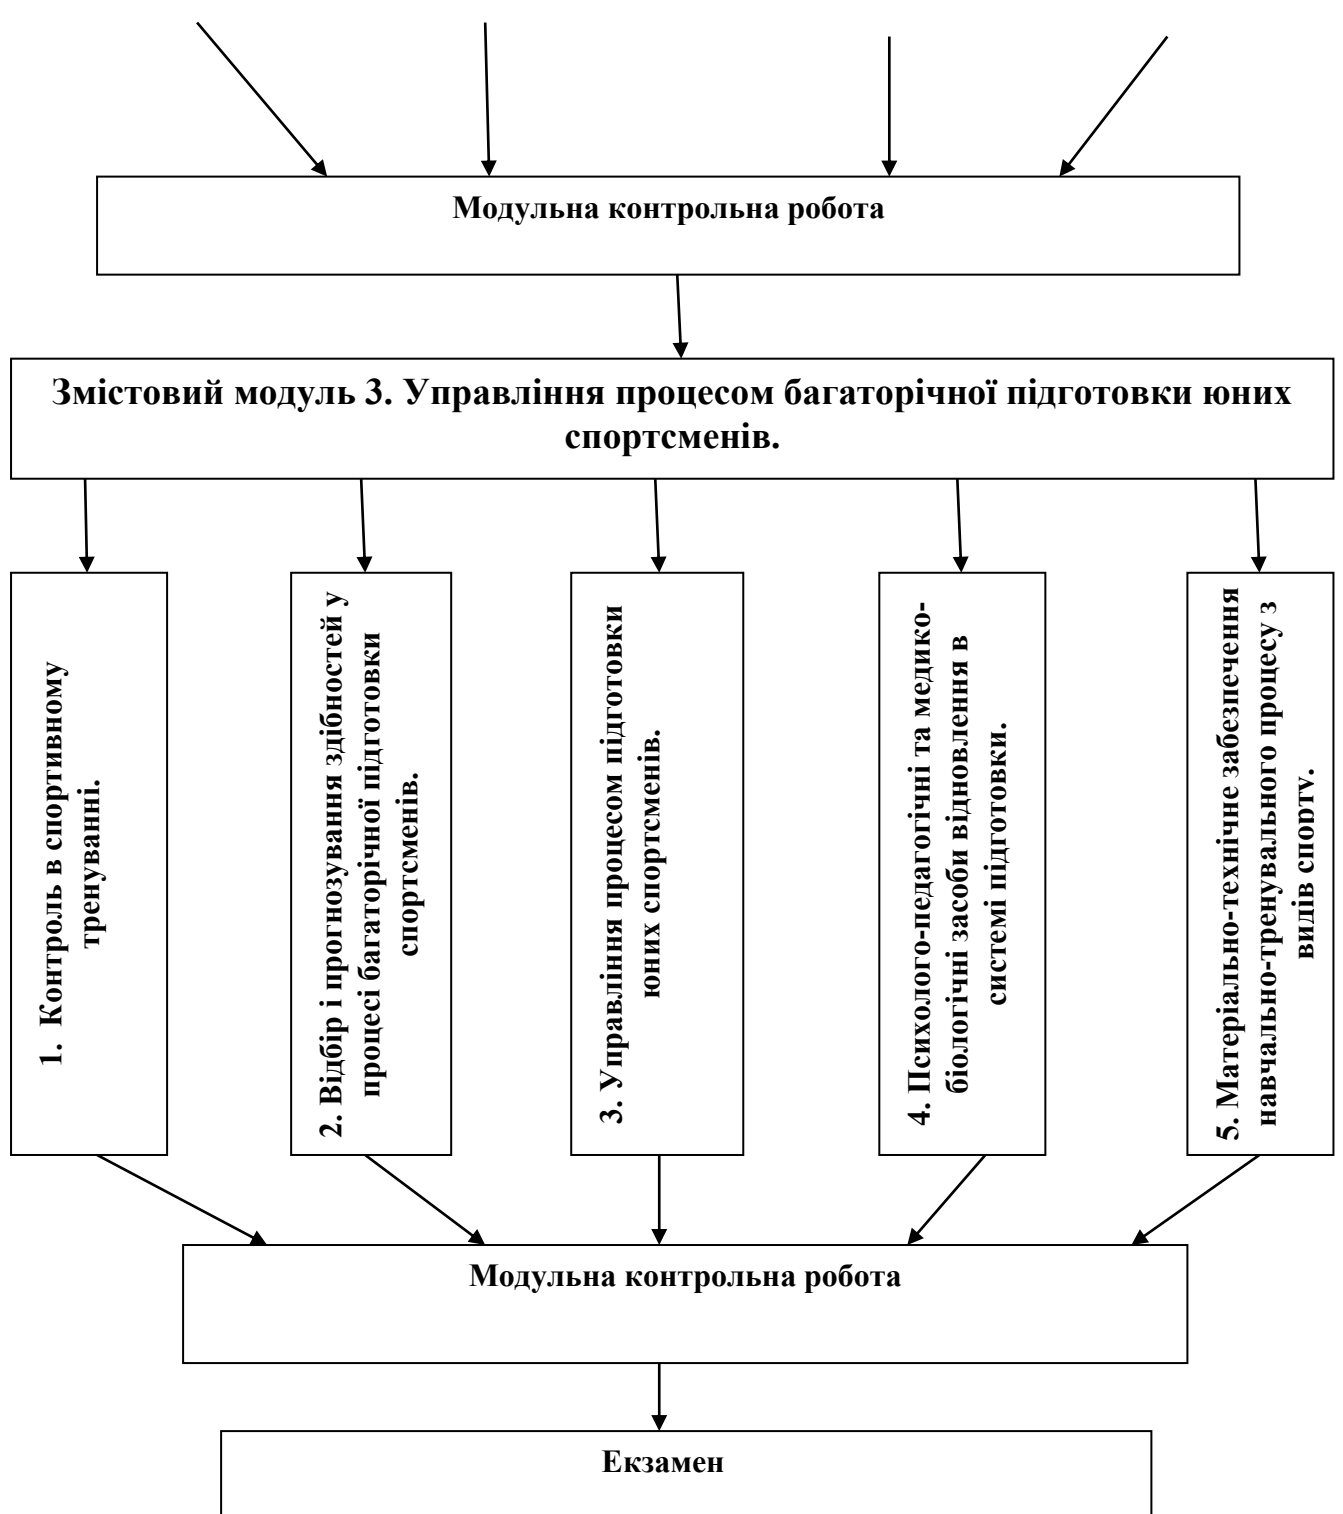 Модульна контрольна робота
Змістовий модуль 3. Управління процесом багаторічної підготовки юних
спортсменів.
1. Контроль в спортивному
тренуванні.
2. Відбір і прогнозування здібностей у
процесі багаторічної підготовки
спортсменів.
3. Управління процесом підготовки
юних спортсменів.
4. Психолого-педагогічні та медико-
біологічні засоби відновлення в
системі підготовки.
5. Матеріально-технічне забезпечення
навчально-тренувального процесу з
видів спорту.
Модульна контрольна робота
Екзамен